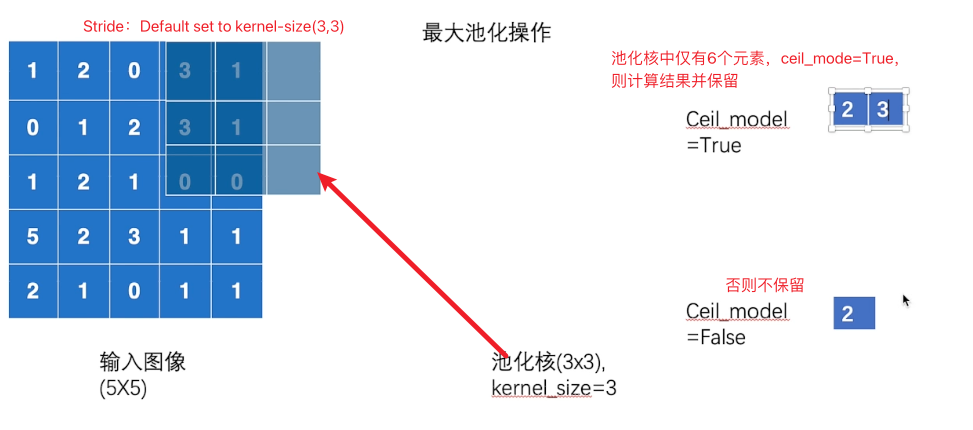 Stride：Default set to kernel-size(3,3)
最大池化操作
池化核中仅有6个元素，ceil_mode=True，
则计算结果并保留
1 2 0 3 1
0 1 2 3 1
1 2 1 0 0
5 2 3 1 1
2 1 0 1 1
Ceil_model
=True
2 3
否则不保留
Ceil_model
=False
2
输入图像
(5X5)
池化核(3x3),
kernel_size=3